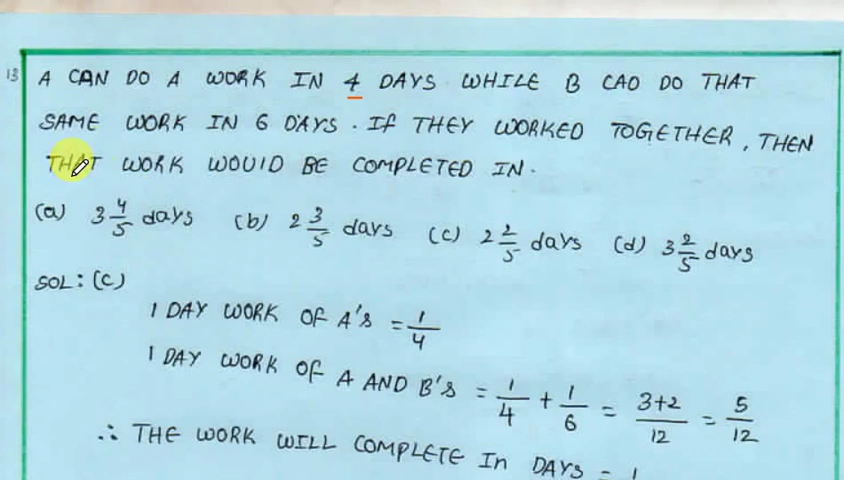 13 A CAN DO A WORK IN 4 DAYS WHILE B CAO DO THAT
SAME WORK IN 6 DAYS. IF THEY WORKED TOGETHER, THEN
THAT WORK WOUID BE COMPLETED IN.
(a) 3 4/5 days (b) 2 3/5 days (c) 2 2/5 days (d) 3 2/5 days
SOL: (C)
1 DAY WORK OF A'S = 1/4
1 DAY WORK OF A AND B'S = 1/4 + 1/6 = 3+2/12 = 5/12
∴ THE WORK WILL COMPLETE In DAYS = 1